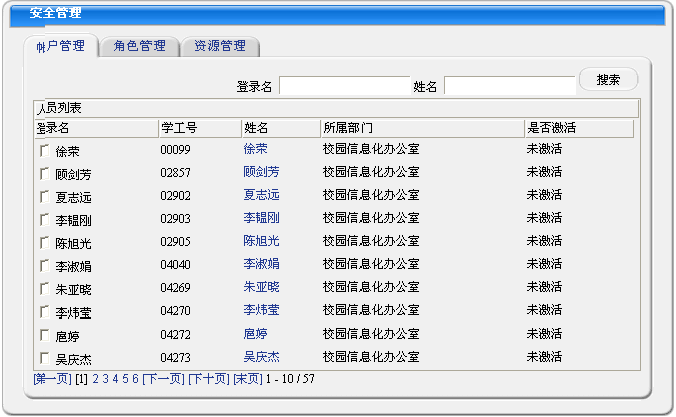 安全管理
帐户管理 角色管理 资源管理
登录名 姓名 搜索
人员列表
登录名 学工号 姓名 所属部门 是否激活
徐荣 00099 徐荣 校园信息化办公室 未激活
顾剑芳 02857 顾剑芳 校园信息化办公室 未激活
夏志远 02902 夏志远 校园信息化办公室 未激活
李锟刚 02903 李锟刚 校园信息化办公室 未激活
陈旭光 02905 陈旭光 校园信息化办公室 未激活
李淑娟 04040 李淑娟 校园信息化办公室 未激活
朱亚晓 04269 朱亚晓 校园信息化办公室 未激活
李炜莹 04270 李炜莹 校园信息化办公室 未激活
扈婷 04272 扈婷 校园信息化办公室 未激活
吴庆杰 04273 吴庆杰 校园信息化办公室 未激活
[第一页] [1] 2 3 4 5 6 [下一页] [下十页] [末页] 1 - 10 / 57